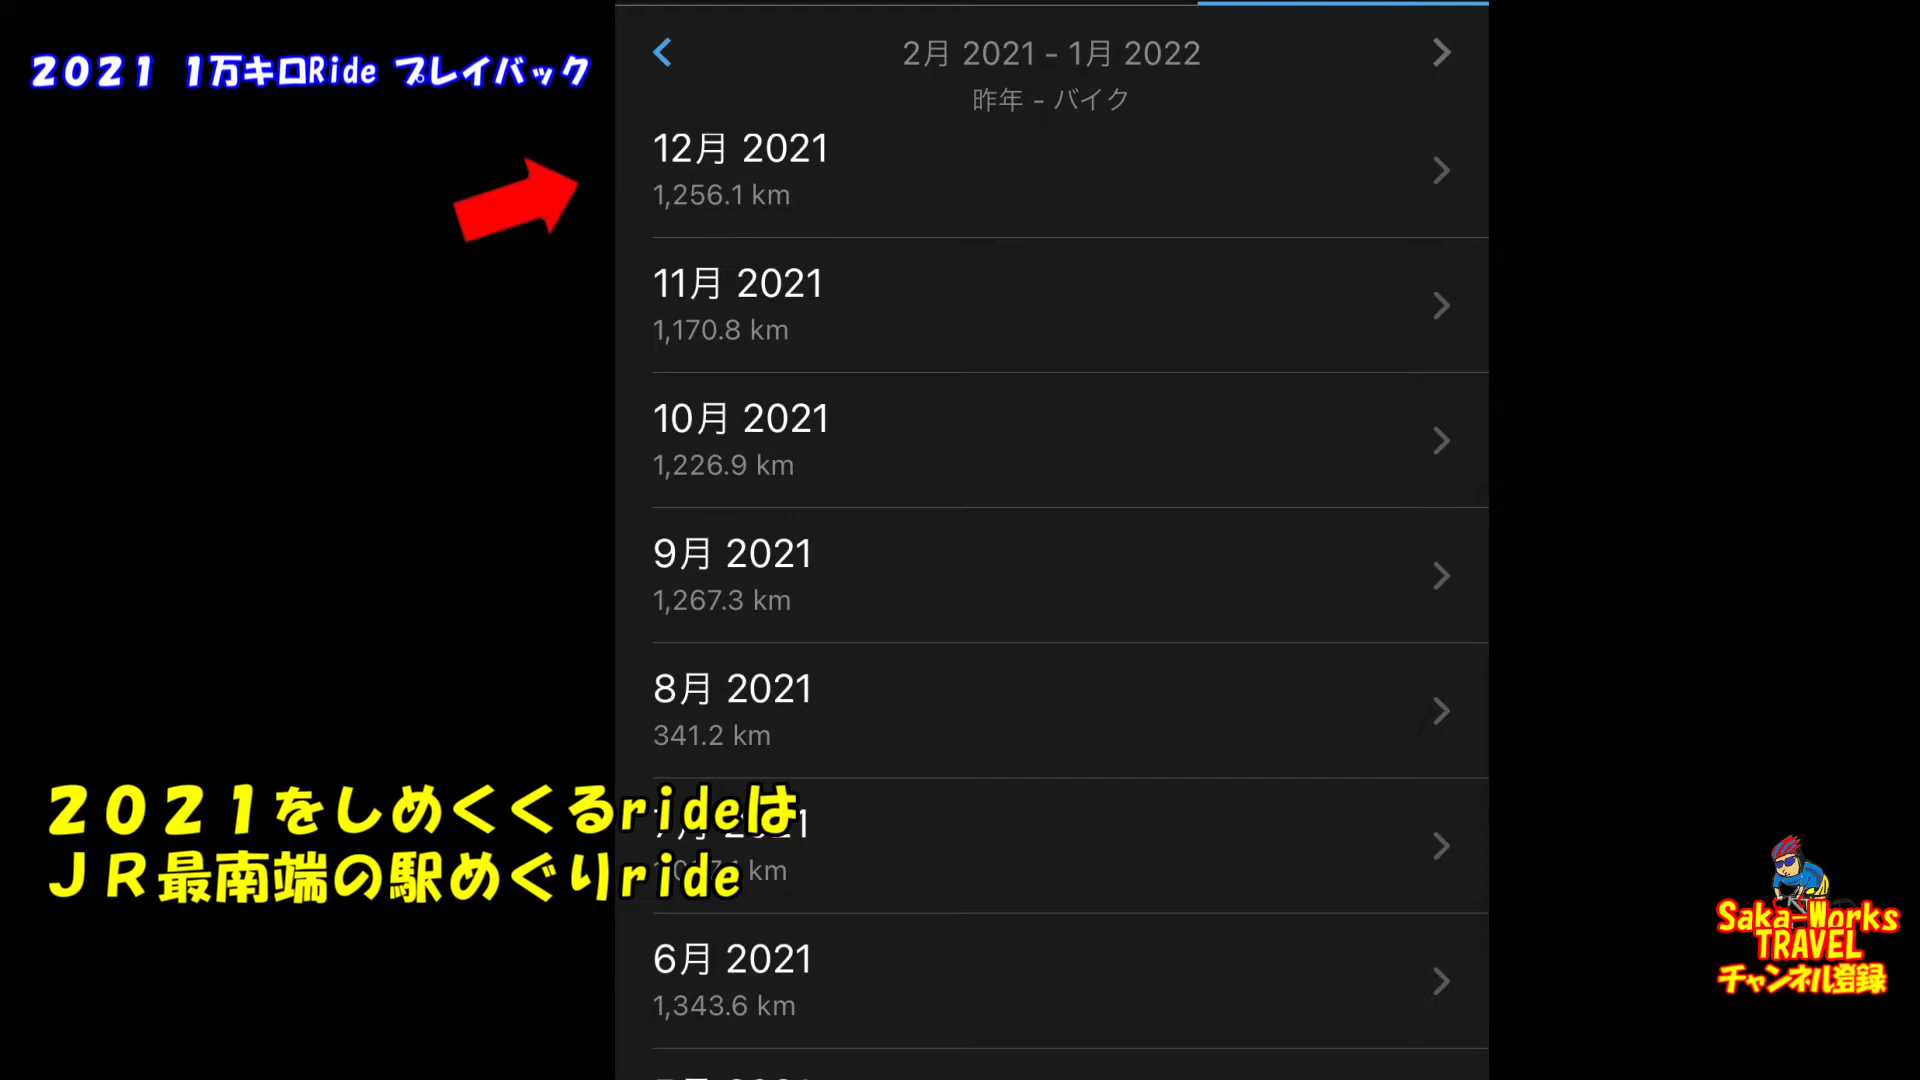 2021 1万キロRide プレイバック
2月 2021 - 1月 2022
昨年 - バイク
12月 2021
1,256.1 km
11月 2021
1,170.8 km
10月 2021
1,226.9 km
9月 2021
1,267.3 km
8月 2021
341.2 km
2021をしめくくるrideは
JR最南端の駅めぐりride
km
6月 2021
1,343.6 km
Saka-Works
TRAVEL
チャンネル登録